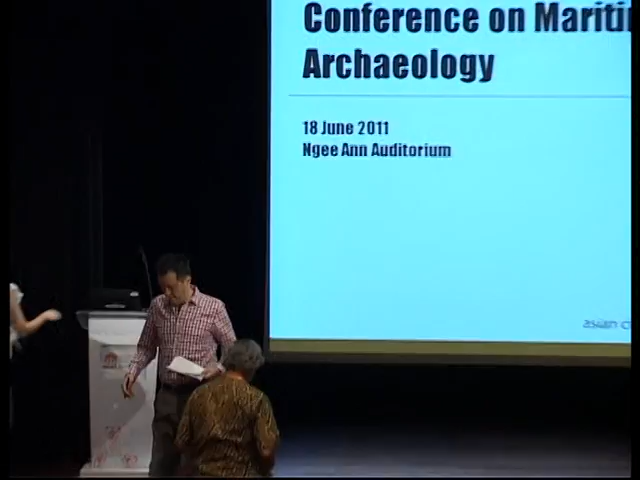 Conference on Mariti
Archaeology
18 June 2011
Ngee Ann Auditorium
asian c